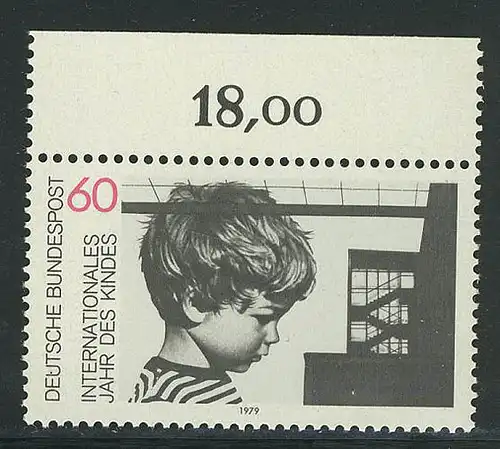 18,00
60
DEUTSCHE BUNDESPOST
INTERNATIONALES
JAHR DES KINDES
1979